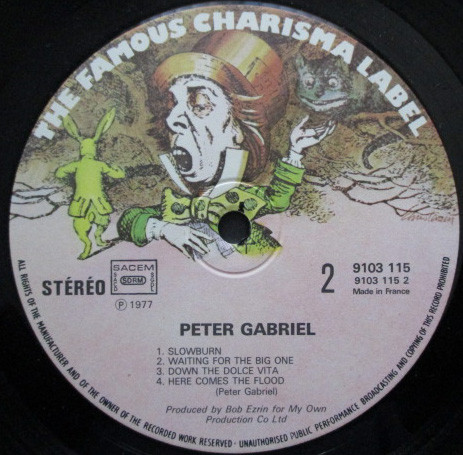 THE FAMOUS CHARISMA LABEL
STÉRÉO
SACEM
SDRM
℗ 1977
2
9103 115
9103 115 2
Made in France
PETER GABRIEL
1. SLOWBURN
2. WAITING FOR THE BIG ONE
3. DOWN THE DOLCE VITA
4. HERE COMES THE FLOOD
(Peter Gabriel)
Produced by Bob Ezrin for My Own
Production Co Ltd
ALL RIGHTS OF THE MANUFACTURER AND OF THE OWNER OF THE RECORDED WORK RESERVED · UNAUTHORISED PUBLIC PERFORMANCE BROADCASTING AND COPYING OF THIS RECORD PROHIBITED